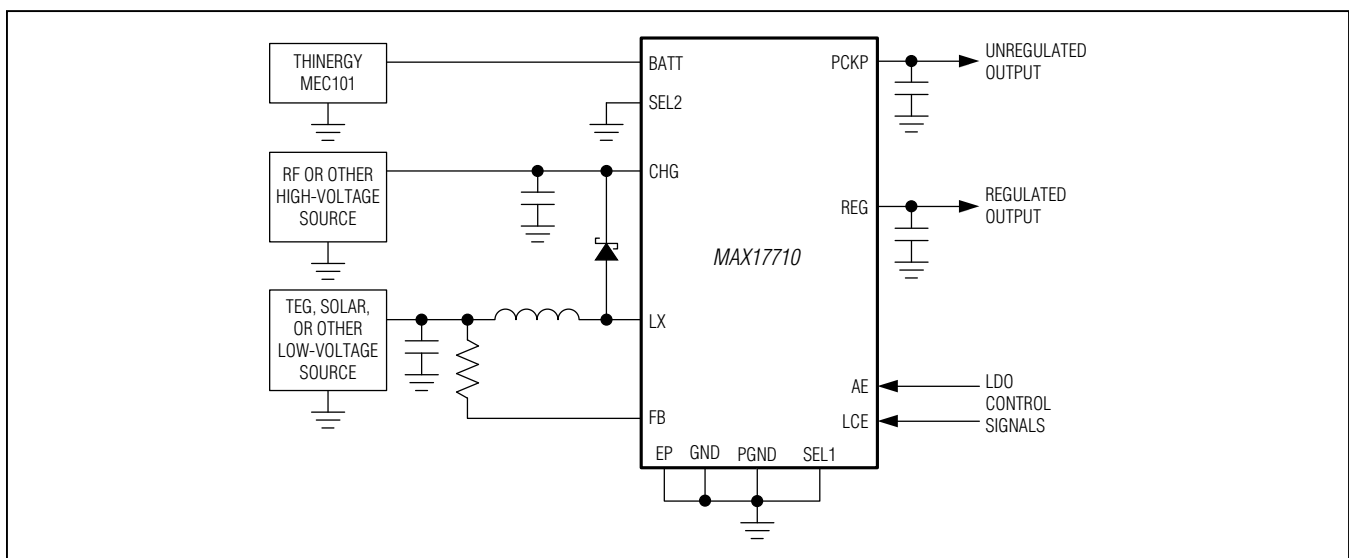 THINERGY
MEC101
BATT
PCKP
UNREGULATED
OUTPUT
SEL2
RF OR OTHER
HIGH-VOLTAGE
SOURCE
CHG
REG
REGULATED
OUTPUT
MAX17710
TEG, SOLAR,
OR OTHER
LOW-VOLTAGE
SOURCE
LX
FB
AE
LCE
LDO
CONTROL
SIGNALS
EP
GND
PGND
SEL1